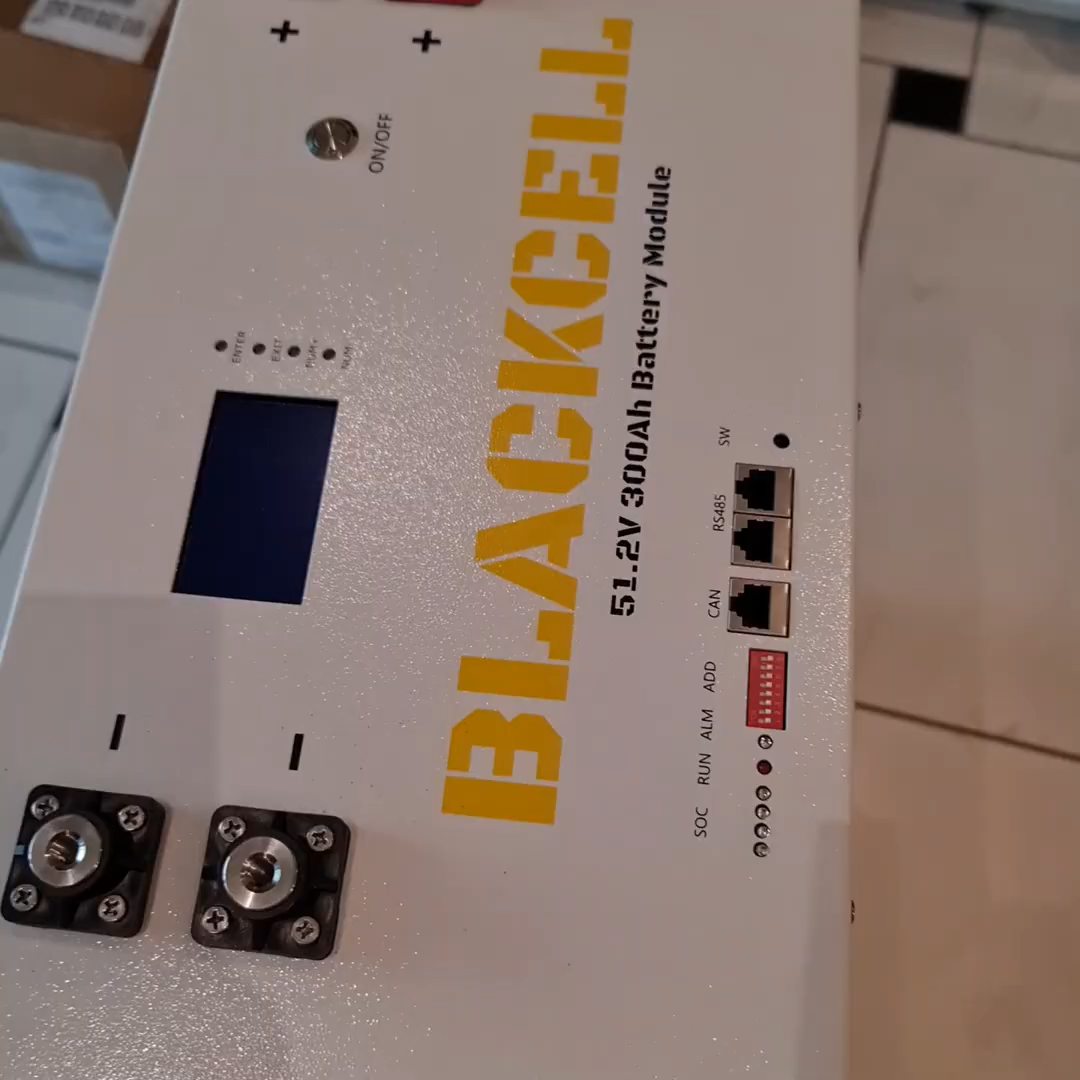 + +
ON/OFF
BLACKCELL
51.2V 300Ah Battery Module
ENTER
EXIT
NUM
- -
SW
RS485
CAN
ADD
ALM
RUN
SOC